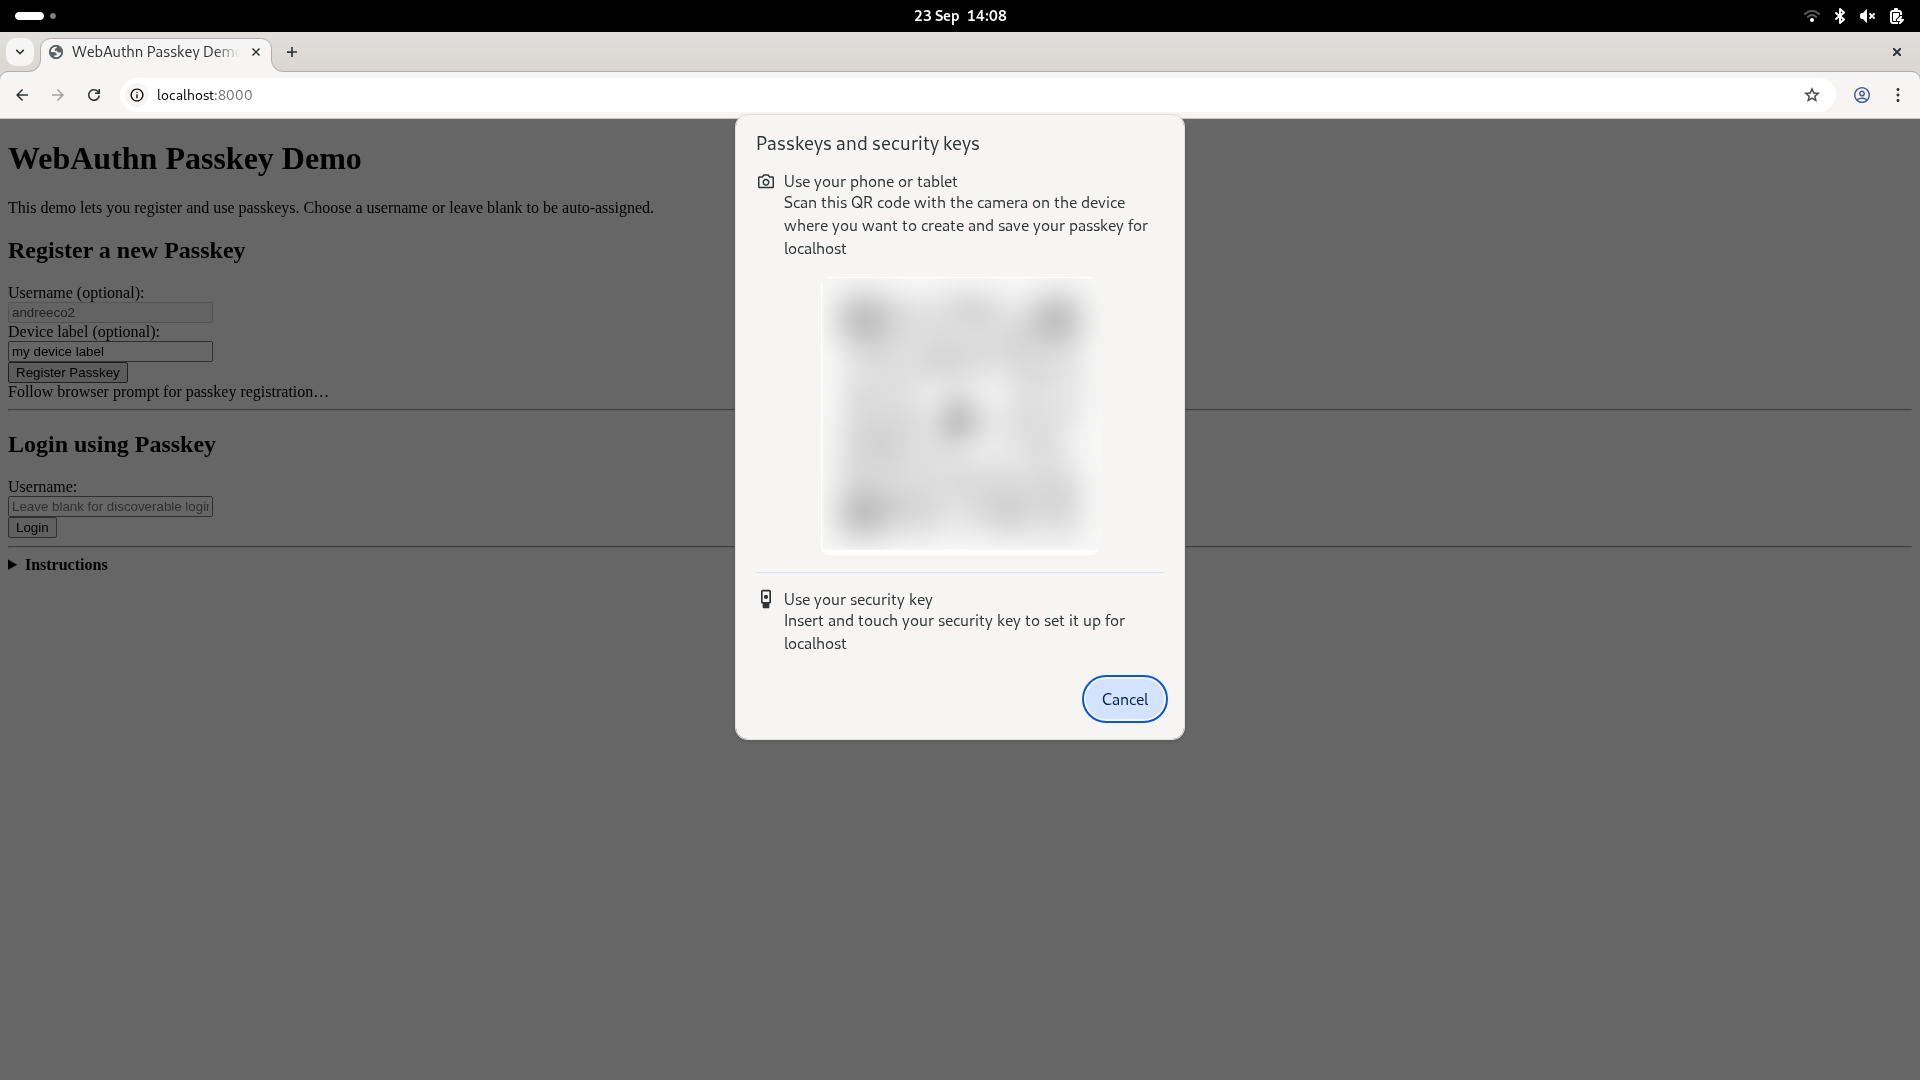 23 Sep 14:08
WebAuthn Passkey Dem
localhost:8000
WebAuthn Passkey Demo
This demo lets you register and use passkeys. Choose a username or leave blank to be auto-assigned.
Register a new Passkey
Username (optional):
andreeco2
Device label (optional):
my device label
Register Passkey
Follow browser prompt for passkey registration…
Login using Passkey
Username:
Leave blank for discoverable login
Login
Instructions
Passkeys and security keys
Use your phone or tablet
Scan this QR code with the camera on the device
where you want to create and save your passkey for
localhost
Use your security key
Insert and touch your security key to set it up for
localhost
Cancel